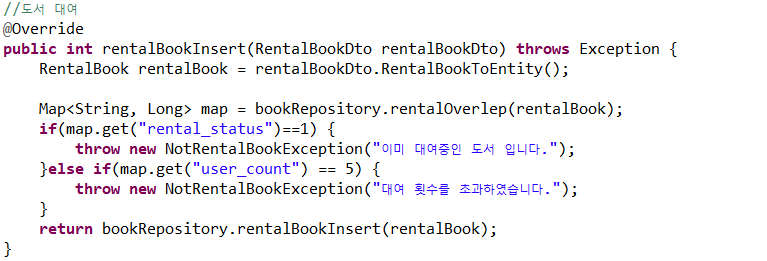 //도서 대여
@Override
public int rentalBookInsert(RentalBookDto rentalBookDto) throws Exception {
    RentalBook rentalBook = rentalBookDto.RentalBookToEntity();

    Map<String, Long> map = bookRepository.rentalOverlep(rentalBook);
    if(map.get("rental_status")==1) {
        throw new NotRentalBookException("이미 대여중인 도서 입니다.");
    }else if(map.get("user_count") == 5) {
        throw new NotRentalBookException("대여 횟수를 초과하였습니다.");
    }
    return bookRepository.rentalBookInsert(rentalBook);
}